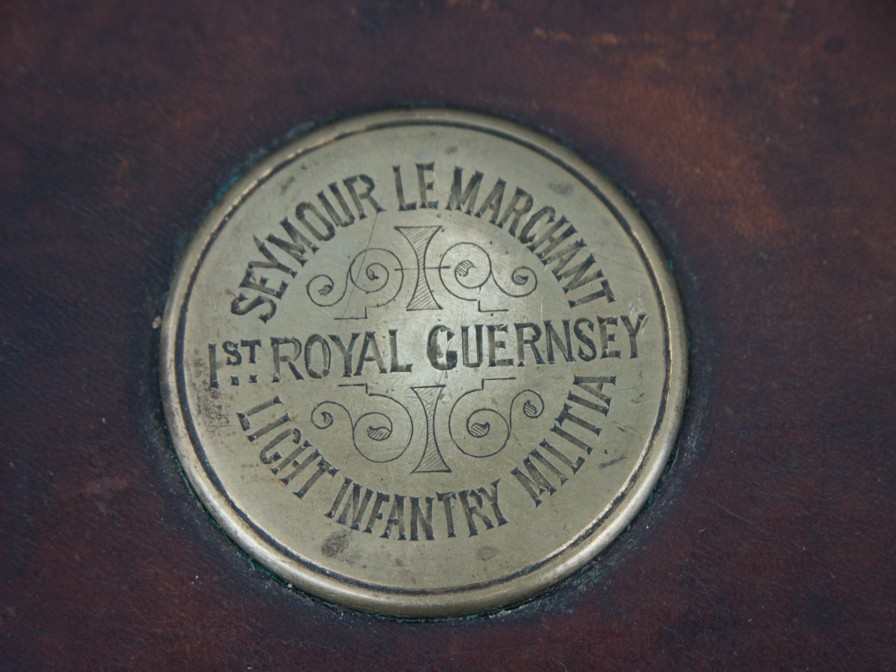 SEYMOUR LE MARCHANT
1ST ROYAL GUERNSEY
LIGHT INFANTRY MILITIA